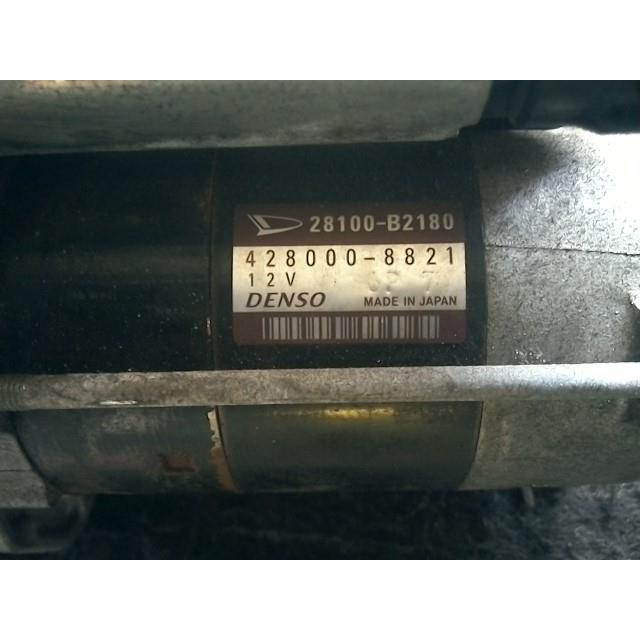 28100-B2180
428000-8821
12V
DENSO MADE IN JAPAN